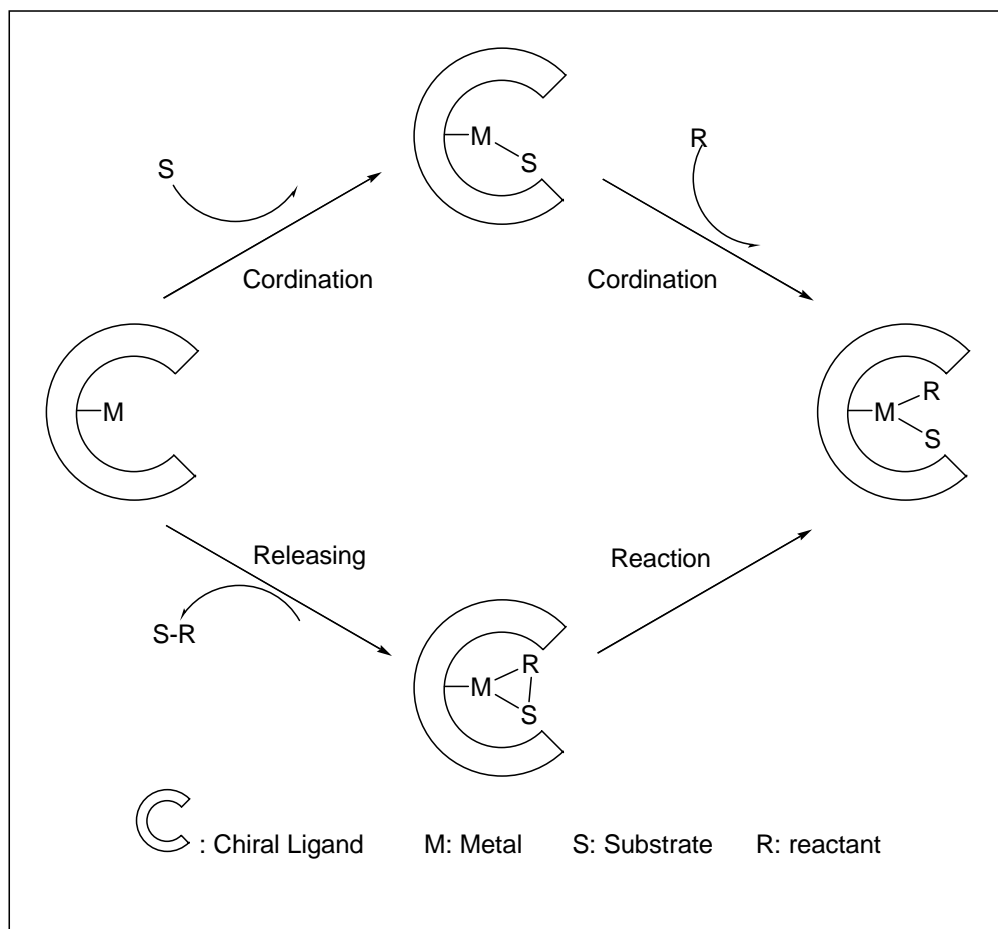 M
S
S
R
Cordination
Cordination
M
M
R
S
Releasing
Reaction
S-R
M
R
S
: Chiral Ligand M: Metal S: Substrate R: reactant